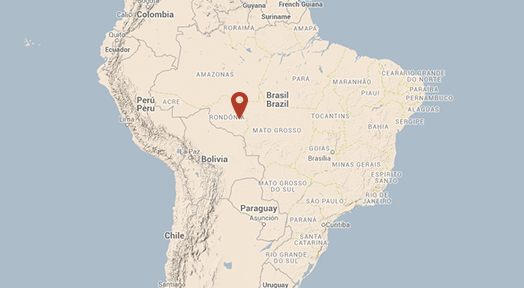 Guyana
French Guiana
Suriname
Colombia
Cali
RORAIMA
AMAPÁ
Quito
Ecuador
AMAZONAS
PARÁ
MARANHÃO
CEARÁ
RIO GRANDE
DO NORTE
PIAUÍ
PARAÍBA
PERNAMBUCO
ALAGOAS
SERGIPE
Brasil
Brazil
Perú
Peru
ACRE
Lima
RONDÔNIA
TOCANTINS
MATO GROSSO
BAHIA
Bolivia
GOIÁS
Brasília
MINAS GERAIS
ESPÍRITO
SANTO
MATO GROSSO
DO SUL
RIO DE
JANEIRO
SÃO PAULO
Paraguay
Asunción
PARANÁ
Curitiba
SANTA
CATARINA
Chile
RIO GRANDE
DO SUL
Uruguay
Santiago